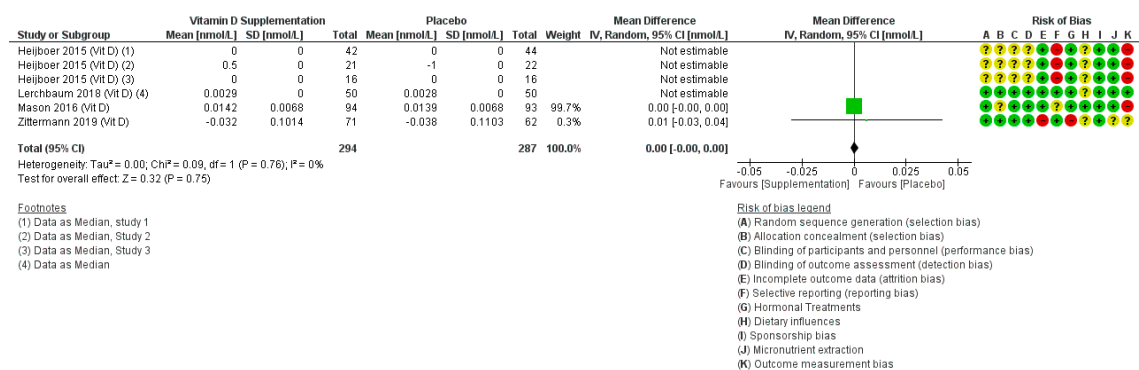 Vitamin D Supplementation Placebo Mean Difference Mean Difference Risk of Bias
Study or Subgroup Mean [nmol/L] SD [nmol/L] Total Mean [nmol/L] SD [nmol/L] Total Weight IV, Random, 95% CI [nmol/L] IV, Random, 95% CI [nmol/L] A B C D E F G H I J K
Heijboer 2015 (Vit D) (1) 0 0 42 0 0 44 Not estimable ? ? ? ? + − + ? + + −
Heijboer 2015 (Vit D) (2) 0.5 0 21 -1 0 22 Not estimable ? ? ? ? + − + ? + + −
Heijboer 2015 (Vit D) (3) 0 0 16 0 0 16 Not estimable ? ? ? ? + − + ? + + −
Lerchbaum 2018 (Vit D) (4) 0.0029 0 50 0.0028 0 50 Not estimable + + + + + + + ? + + +
Mason 2016 (Vit D) 0.0142 0.0068 94 0.0139 0.0068 93 99.7% 0.00 [-0.00, 0.00] + ? + + + ? + + + + −
Zittermann 2019 (Vit D) -0.032 0.1014 71 -0.038 0.1103 62 0.3% 0.01 [-0.03, 0.04] + + + + − + − ? + ? ?
Total (95% CI) 294 287 100.0% 0.00 [-0.00, 0.00]
Heterogeneity: Tau² = 0.00; Chi² = 0.09, df = 1 (P = 0.76); I² = 0%
Test for overall effect: Z = 0.32 (P = 0.75)
-0.05 -0.025 0 0.025 0.05
Favours [Supplementation] Favours [Placebo]
Footnotes
(1) Data as Median, study 1
(2) Data as Median, Study 2
(3) Data as Median, Study 3
(4) Data as Median
Risk of bias legend
(A) Random sequence generation (selection bias)
(B) Allocation concealment (selection bias)
(C) Blinding of participants and personnel (performance bias)
(D) Blinding of outcome assessment (detection bias)
(E) Incomplete outcome data (attrition bias)
(F) Selective reporting (reporting bias)
(G) Hormonal Treatments
(H) Dietary influences
(I) Sponsorship bias
(J) Micronutrient extraction
(K) Outcome measurement bias